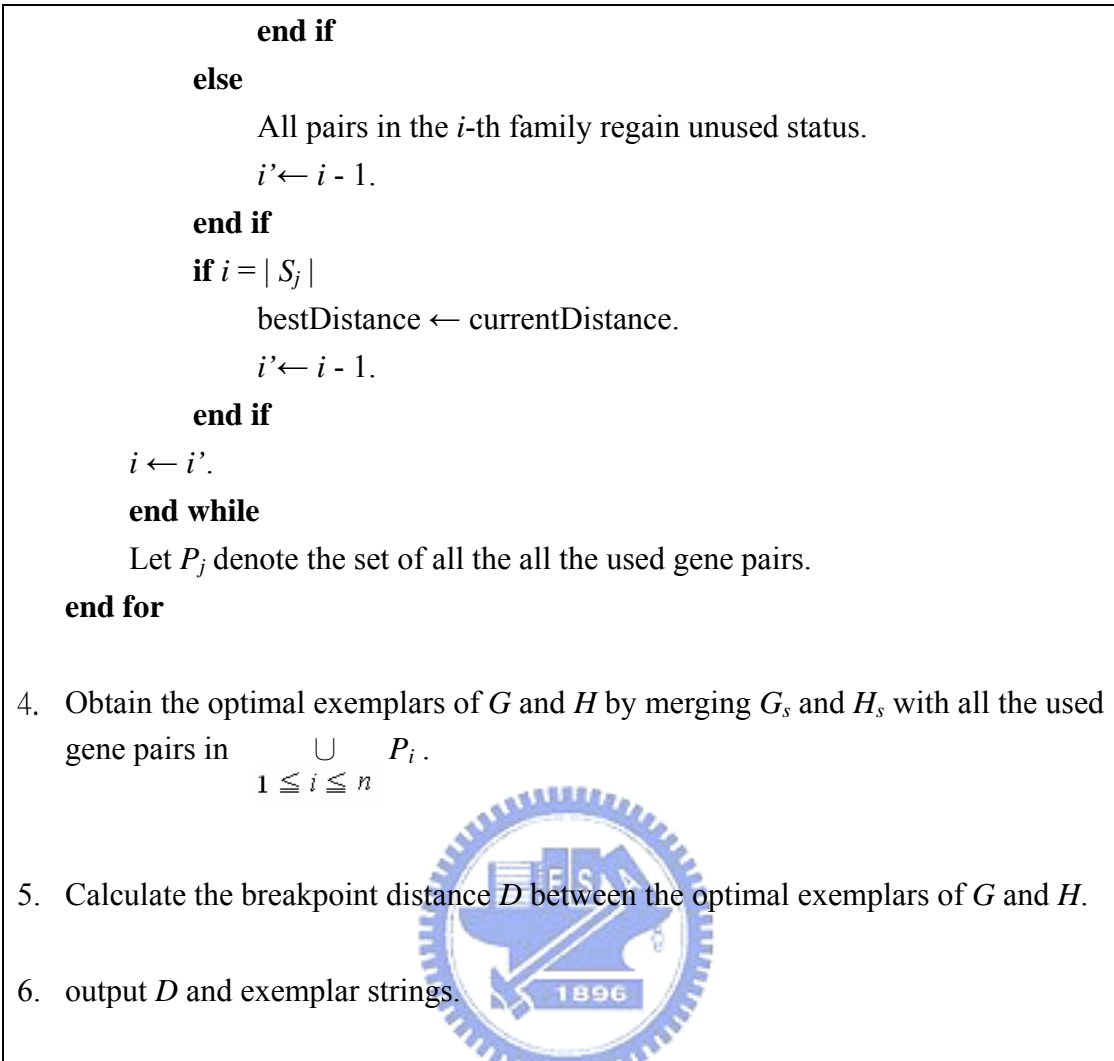 end if
else
All pairs in the i-th family regain unused status.
i’← i - 1.
end if
if i = | Sj |
bestDistance ← currentDistance.
i’← i - 1.
end if
i ← i’.
end while
Let Pj denote the set of all the all the used gene pairs.
end for
4. Obtain the optimal exemplars of G and H by merging Gs and Hs with all the used
gene pairs in ∪ Pi .
1 ≦ i ≦ n
5. Calculate the breakpoint distance D between the optimal exemplars of G and H.
6. output D and exemplar strings.
E S A
1896